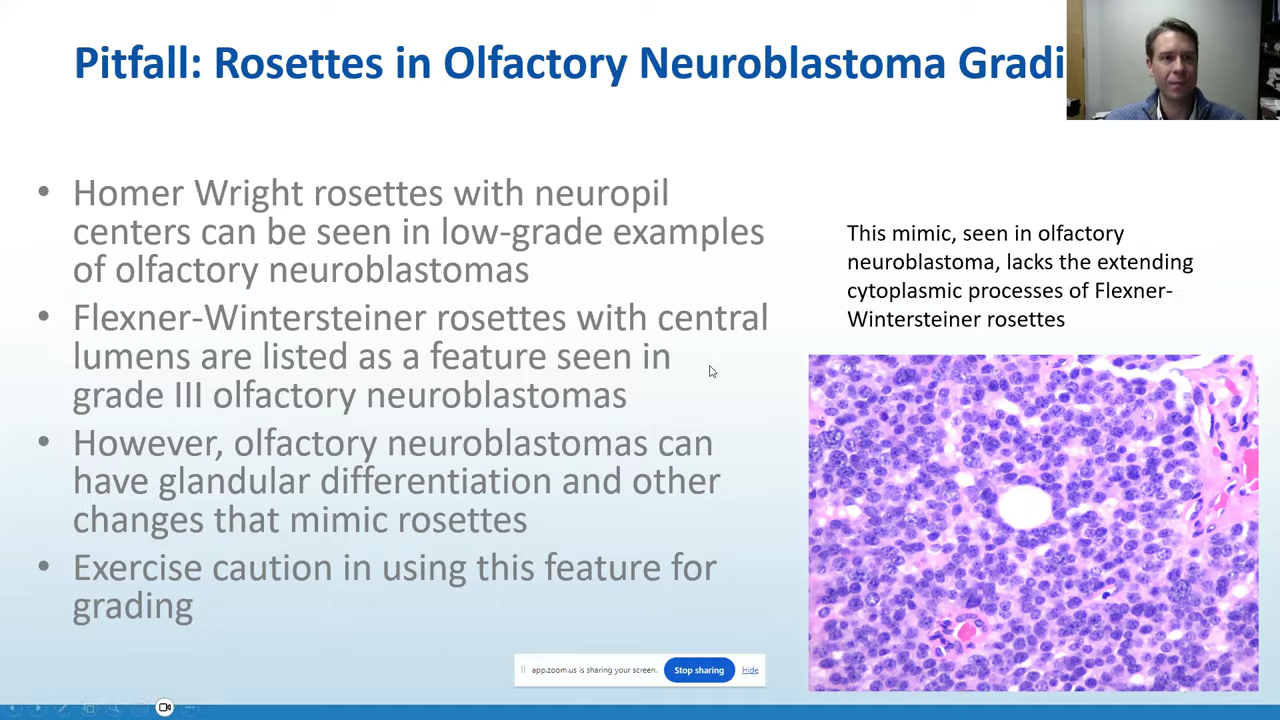 Pitfall: Rosettes in Olfactory Neuroblastoma Gradi
• Homer Wright rosettes with neuropil
centers can be seen in low-grade examples
of olfactory neuroblastomas
• Flexner-Wintersteiner rosettes with central
lumens are listed as a feature seen in
grade III olfactory neuroblastomas
• However, olfactory neuroblastomas can
have glandular differentiation and other
changes that mimic rosettes
• Exercise caution in using this feature for
grading
This mimic, seen in olfactory
neuroblastoma, lacks the extending
cytoplasmic processes of Flexner-
Wintersteiner rosettes
app.zoom.us is sharing your screen. Stop sharing Hide